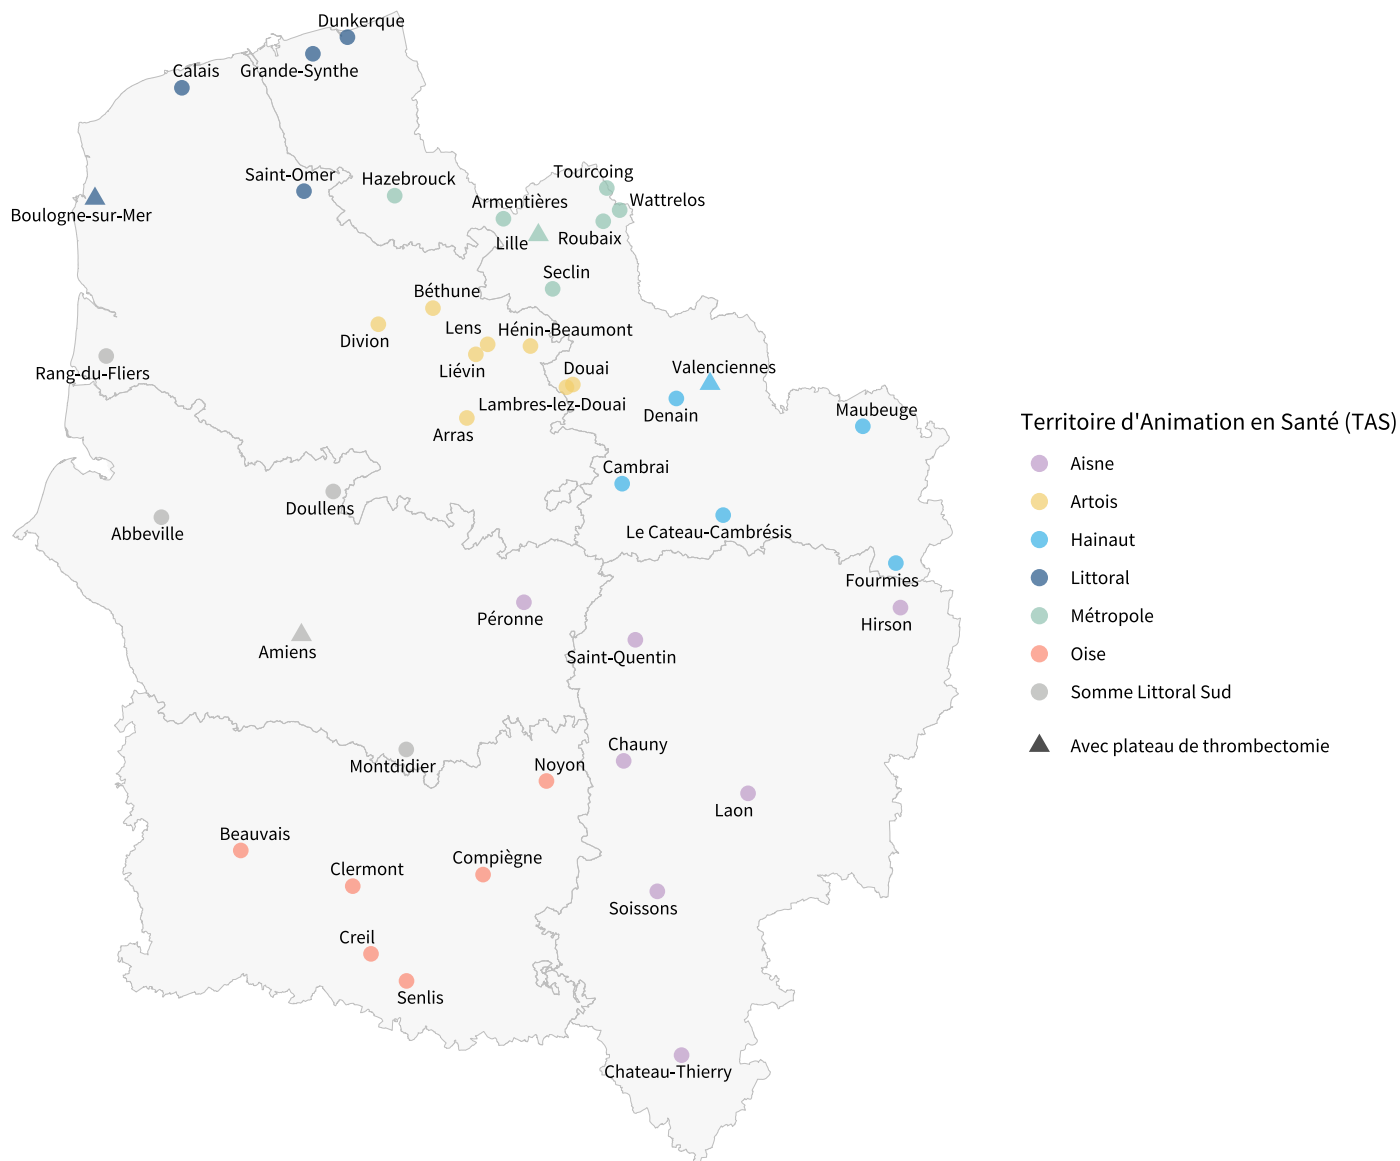 Dunkerque
Calais
Grande-Synthe
Saint-Omer
Hazebrouck
Tourcoing
Wattrelos
Armentières
Boulogne-sur-Mer
Lille
Roubaix
Seclin
Béthune
Lens
Hénin-Beaumont
Divion
Liévin
Douai
Valenciennes
Rang-du-Fliers
Lambres-lez-Douai
Denain
Maubeuge
Arras
Cambrai
Doullens
Abbeville
Le Cateau-Cambrésis
Fourmies
Péronne
Hirson
Amiens
Saint-Quentin
Chauny
Montdidier
Noyon
Laon
Beauvais
Compiègne
Clermont
Soissons
Creil
Senlis
Chateau-Thierry
Territoire d'Animation en Santé (TAS)
Aisne
Artois
Hainaut
Littoral
Métropole
Oise
Somme Littoral Sud
Avec plateau de thrombectomie